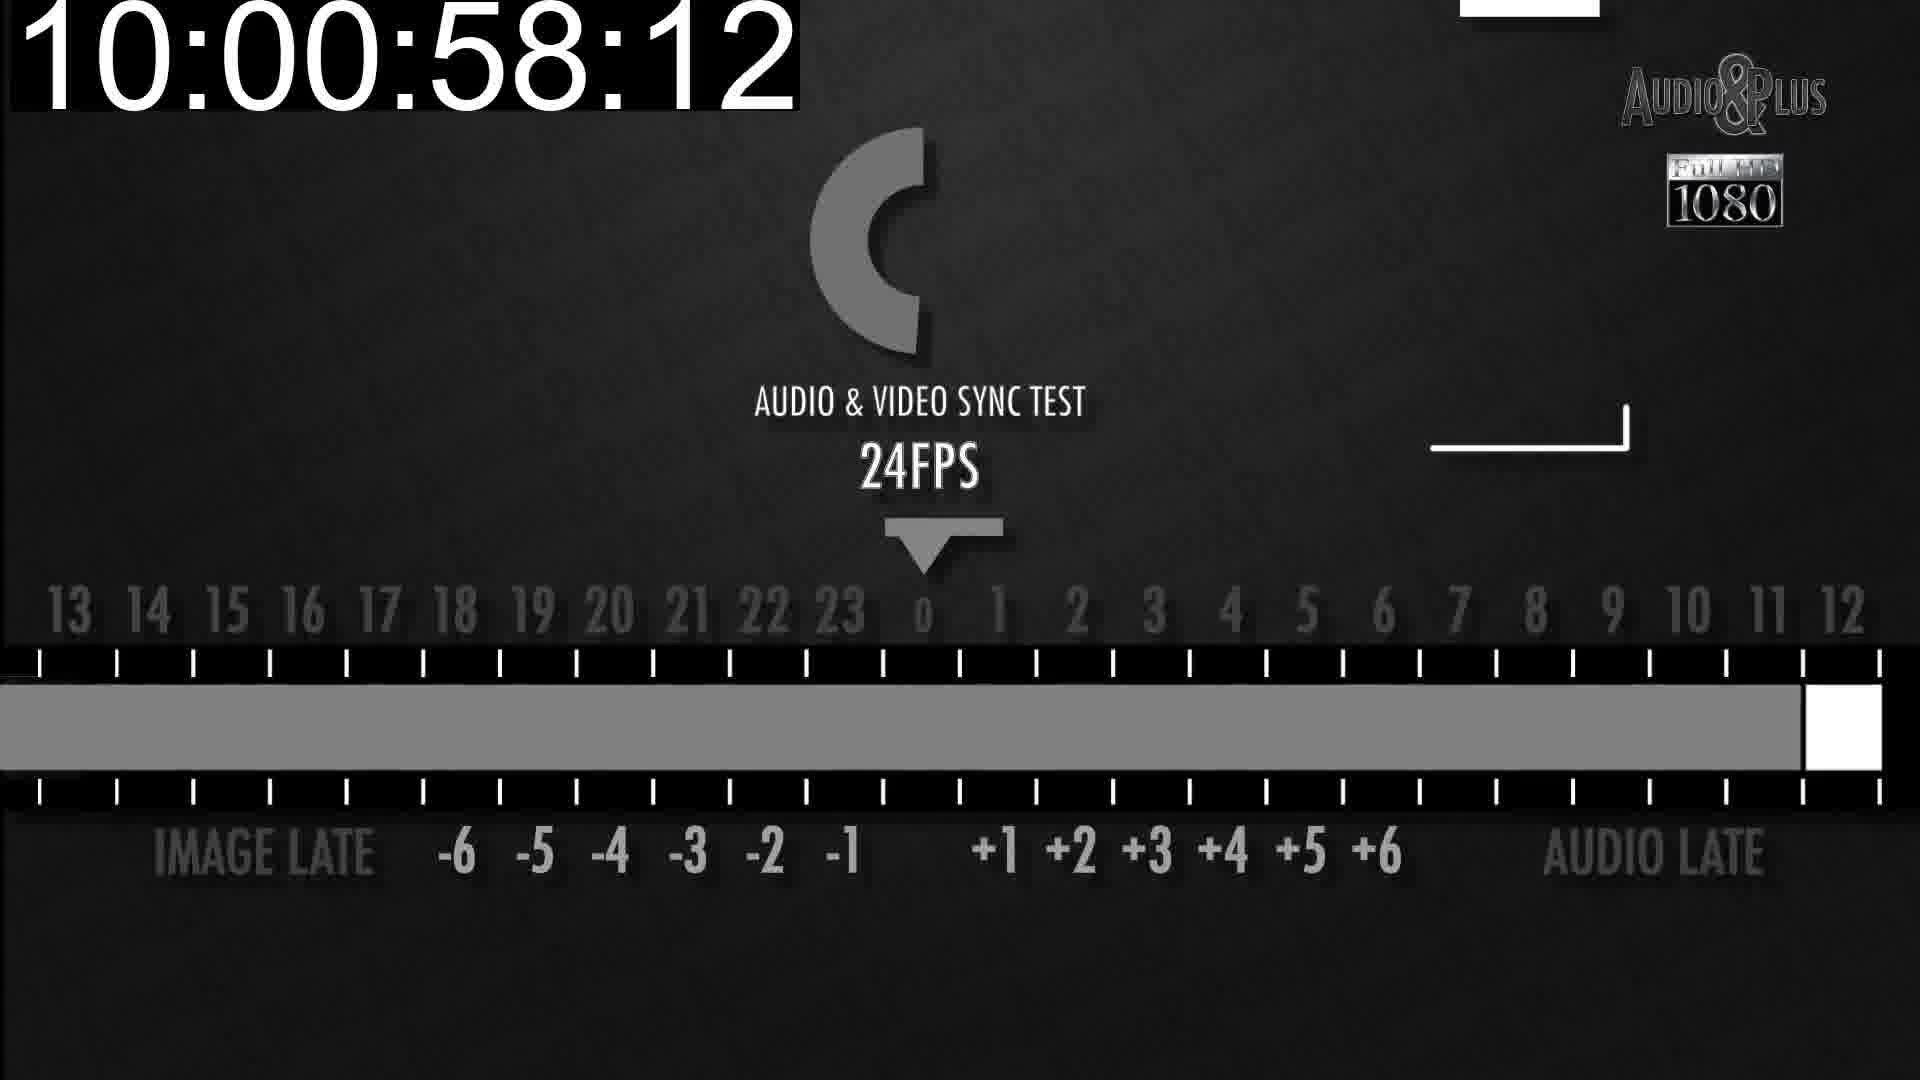 10:00:58:12
AUDIO&PLUS
Full HD
1080
AUDIO & VIDEO SYNC TEST
24FPS
13 14 15 16 17 18 19 20 21 22 23 0 1 2 3 4 5 6 7 8 9 10 11 12
IMAGE LATE -6 -5 -4 -3 -2 -1 +1 +2 +3 +4 +5 +6 AUDIO LATE